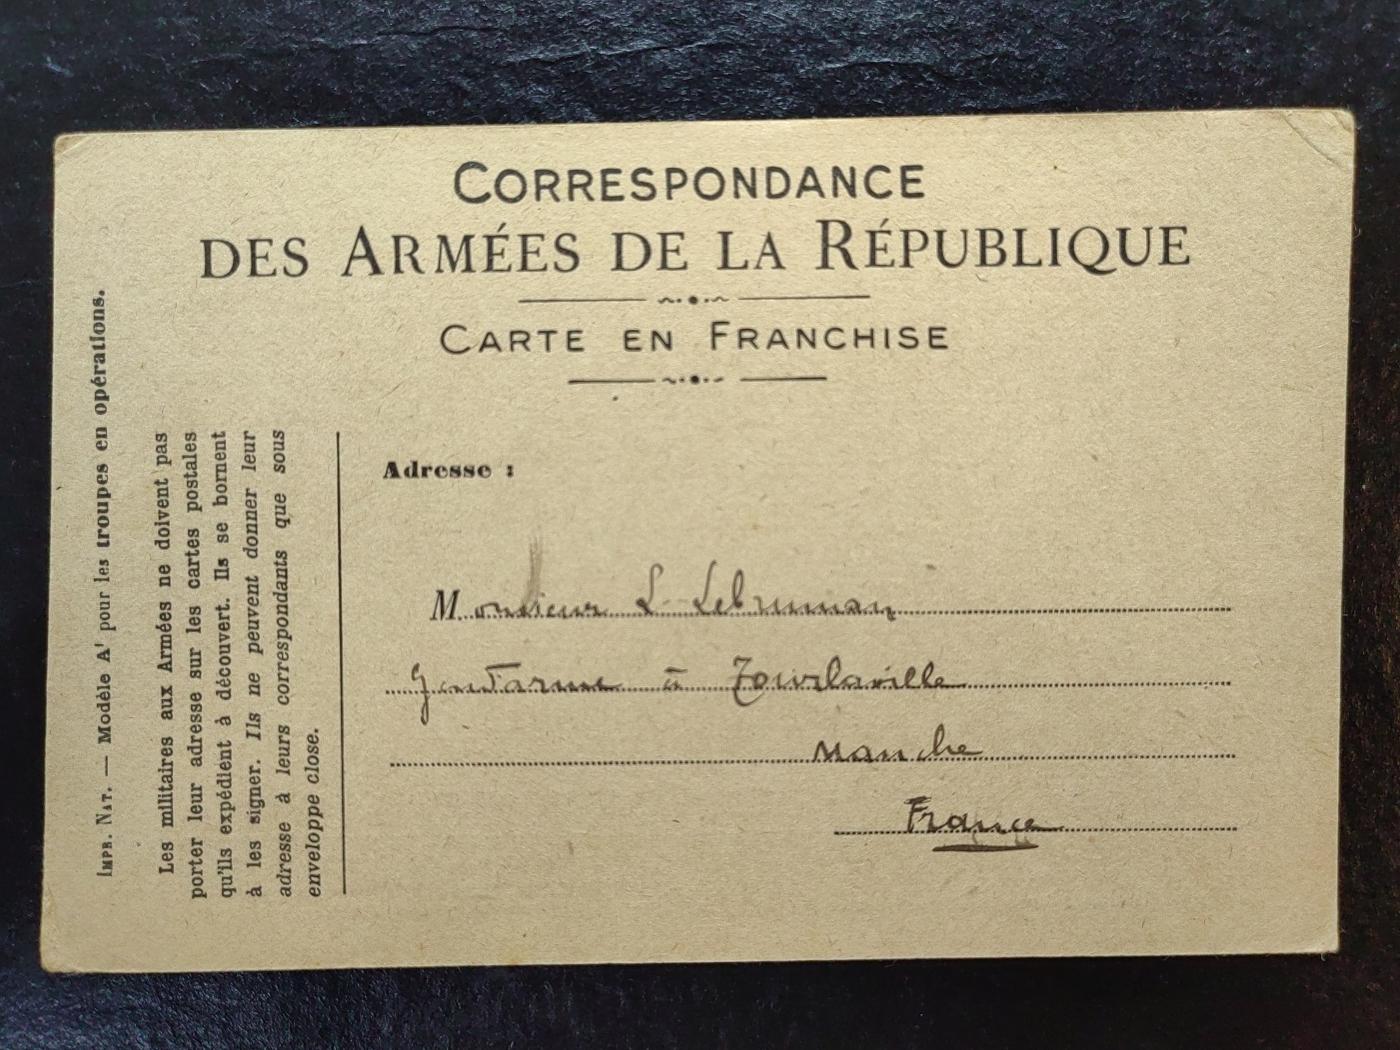 CORRESPONDANCE
DES ARMÉES DE LA RÉPUBLIQUE
CARTE EN FRANCHISE
IMPR. NAT. — Modèle A¹ pour les troupes en opérations.
Les militaires aux Armées ne doivent pas
porter leur adresse sur les cartes postales
qu'ils expédient à découvert. Ils se bornent
à les signer. Ils ne peuvent donner leur
adresse à leurs correspondants que sous
enveloppe close.
Adresse :
Monsieur L. Lebruman
Gendarme à Tourlaville
Manche
France